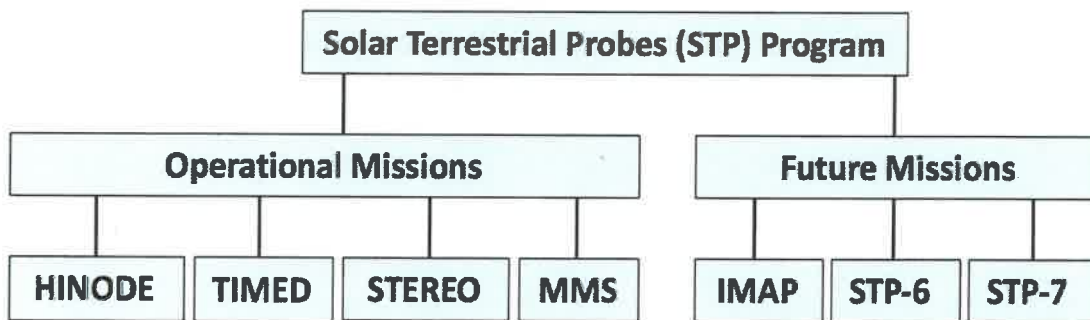 Solar Terrestrial Probes (STP) Program
Operational Missions
Future Missions
HINODE
TIMED
STEREO
MMS
IMAP
STP-6
STP-7